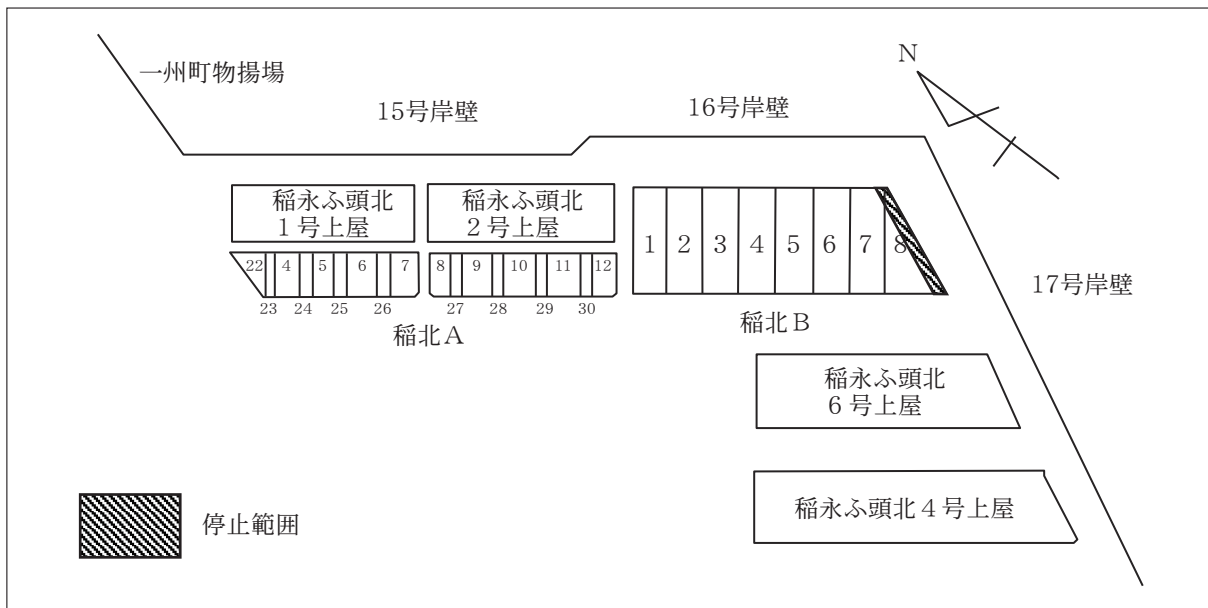 N
一州町物揚場
15号岸壁
16号岸壁
稲永ふ頭北
1号上屋
稲永ふ頭北
2号上屋
22 4 5 6 7
8 9 10 11 12
1 2 3 4 5 6 7 8
23 24 25 26
27 28 29 30
17号岸壁
稲北A
稲北B
稲永ふ頭北
6号上屋
稲永ふ頭北4号上屋
停止範囲